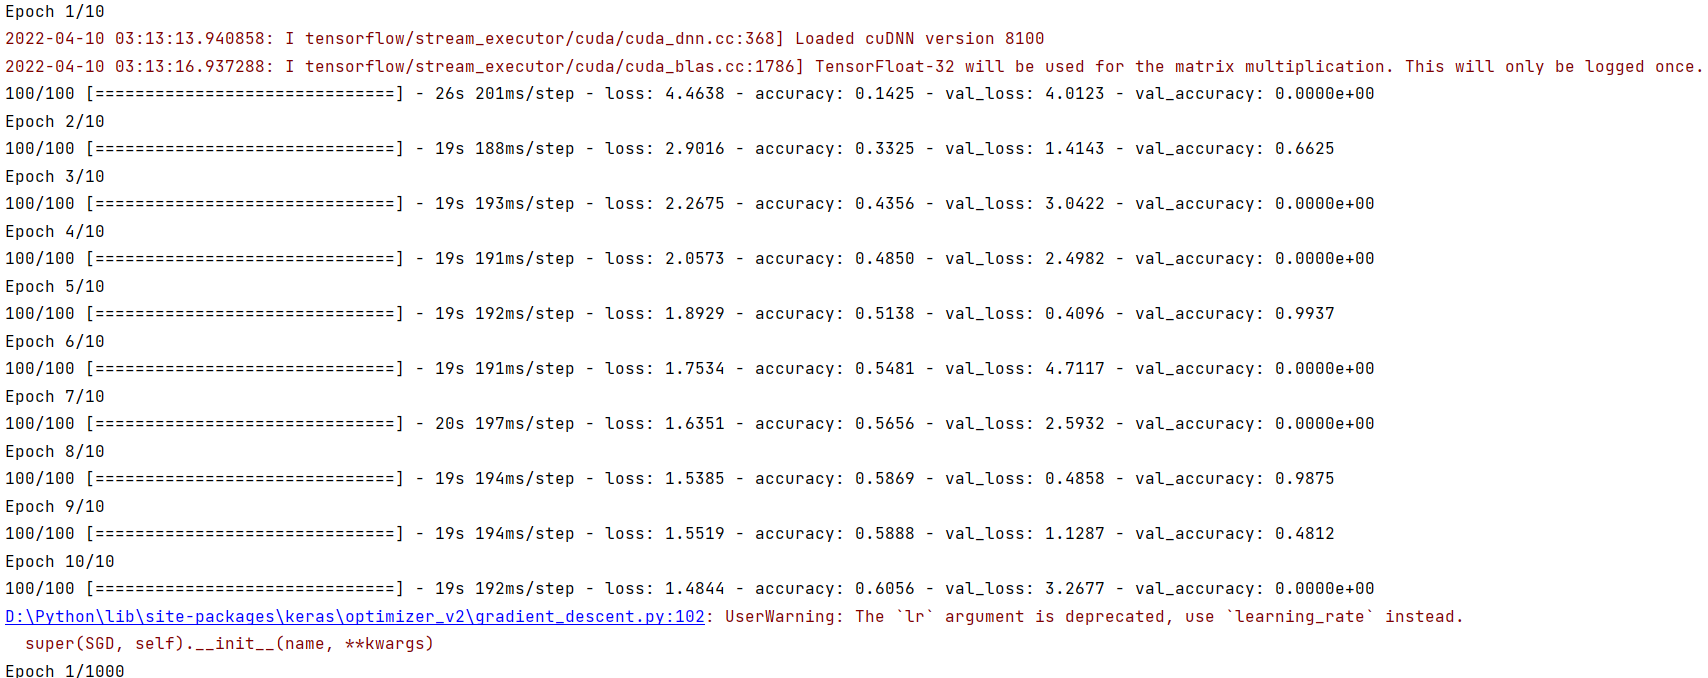 Epoch 1/10
2022-04-10 03:13:13.940858: I tensorflow/stream_executor/cuda/cuda_dnn.cc:368] Loaded cuDNN version 8100
2022-04-10 03:13:16.937288: I tensorflow/stream_executor/cuda/cuda_blas.cc:1786] TensorFloat-32 will be used for the matrix multiplication. This will only be logged once.
100/100 [==============================] - 26s 201ms/step - loss: 4.4638 - accuracy: 0.1425 - val_loss: 4.0123 - val_accuracy: 0.0000e+00
Epoch 2/10
100/100 [==============================] - 19s 188ms/step - loss: 2.9016 - accuracy: 0.3325 - val_loss: 1.4143 - val_accuracy: 0.6625
Epoch 3/10
100/100 [==============================] - 19s 193ms/step - loss: 2.2675 - accuracy: 0.4356 - val_loss: 3.0422 - val_accuracy: 0.0000e+00
Epoch 4/10
100/100 [==============================] - 19s 191ms/step - loss: 2.0573 - accuracy: 0.4850 - val_loss: 2.4982 - val_accuracy: 0.0000e+00
Epoch 5/10
100/100 [==============================] - 19s 192ms/step - loss: 1.8929 - accuracy: 0.5138 - val_loss: 0.4096 - val_accuracy: 0.9937
Epoch 6/10
100/100 [==============================] - 19s 191ms/step - loss: 1.7534 - accuracy: 0.5481 - val_loss: 4.7117 - val_accuracy: 0.0000e+00
Epoch 7/10
100/100 [==============================] - 20s 197ms/step - loss: 1.6351 - accuracy: 0.5656 - val_loss: 2.5932 - val_accuracy: 0.0000e+00
Epoch 8/10
100/100 [==============================] - 19s 194ms/step - loss: 1.5385 - accuracy: 0.5869 - val_loss: 0.4858 - val_accuracy: 0.9875
Epoch 9/10
100/100 [==============================] - 19s 194ms/step - loss: 1.5519 - accuracy: 0.5888 - val_loss: 1.1287 - val_accuracy: 0.4812
Epoch 10/10
100/100 [==============================] - 19s 192ms/step - loss: 1.4844 - accuracy: 0.6056 - val_loss: 3.2677 - val_accuracy: 0.0000e+00
D:\Python\lib\site-packages\keras\optimizer_v2\gradient_descent.py:102: UserWarning: The `lr` argument is deprecated, use `learning_rate` instead.
  super(SGD, self).__init__(name, **kwargs)
Epoch 1/1000